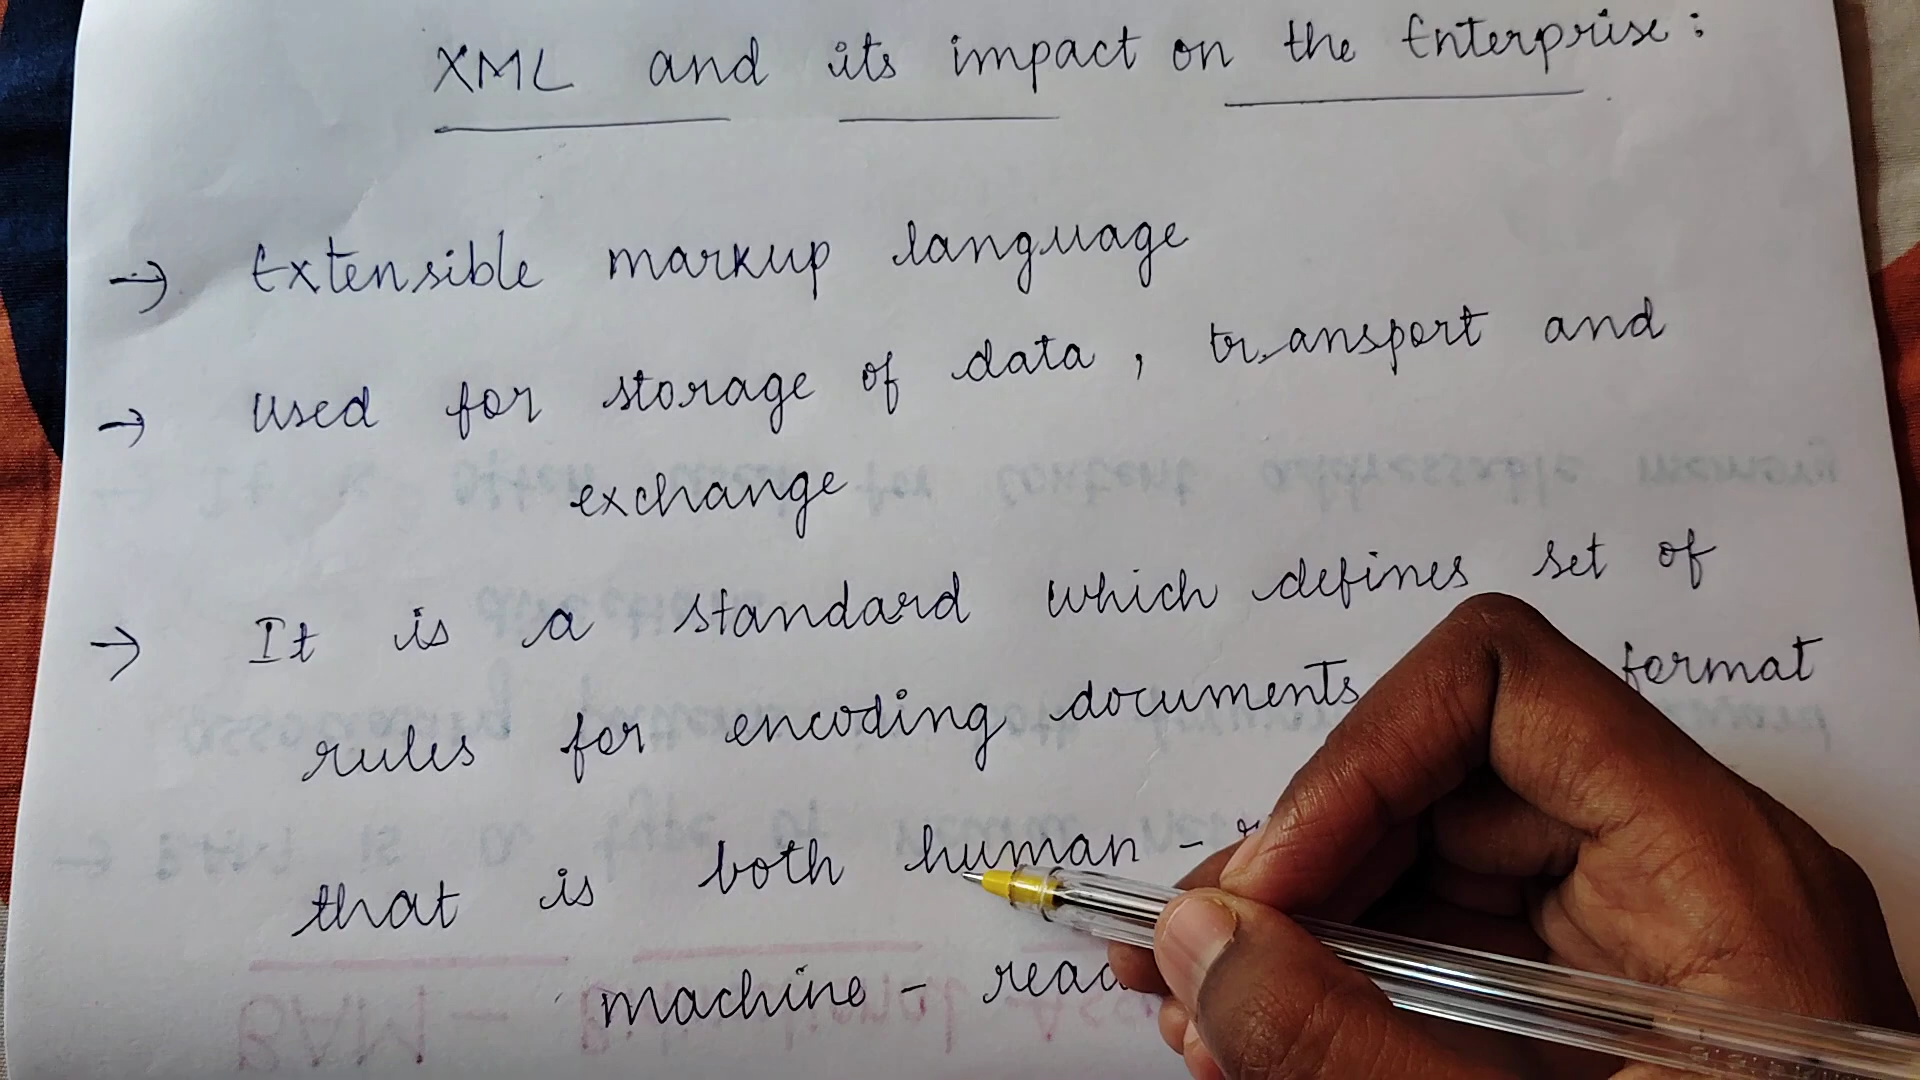 XML and its impact on the Enterprise:
→ Extensible markup language
→ Used for storage of data, transport and
exchange
→ It is a standard which defines set of
rules for encoding documents format
that is both human -
machine -